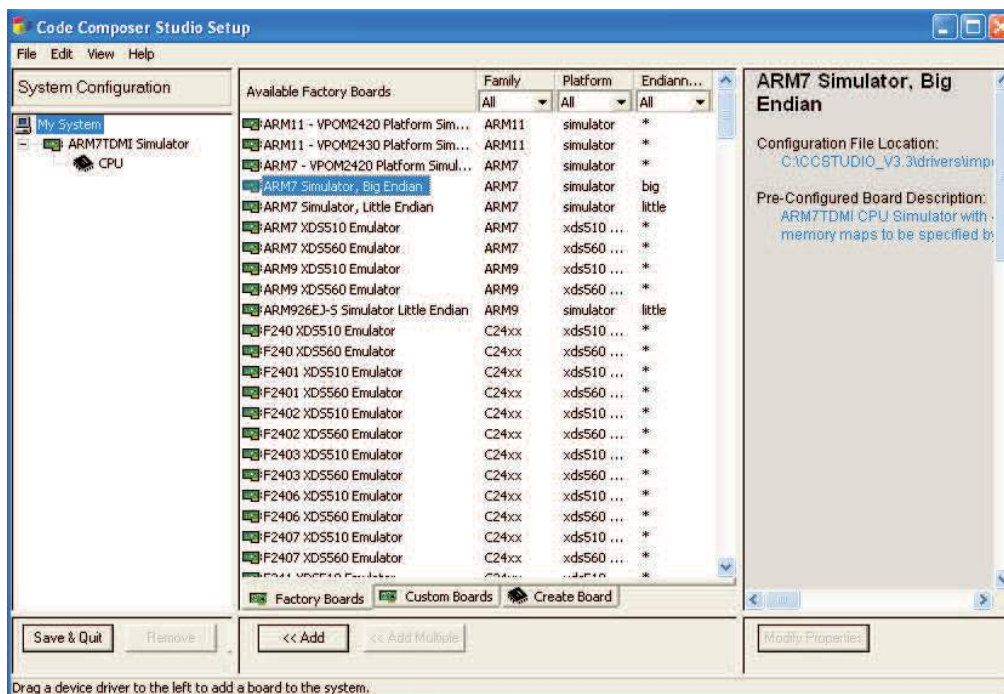 Code Composer Studio Setup
File Edit View Help
System Configuration
My System
ARM7TDMI Simulator
CPU
Available Factory Boards
Family Platform Endiann...
All All All
ARM11 - VPOM2420 Platform Sim... ARM11 simulator *
ARM11 - VPOM2430 Platform Sim... ARM11 simulator *
ARM7 - VPOM2420 Platform Simul... ARM7 simulator *
ARM7 Simulator, Big Endian ARM7 simulator big
ARM7 Simulator, Little Endian ARM7 simulator little
ARM7 XDS510 Emulator ARM7 xds510 ... *
ARM7 XDS560 Emulator ARM7 xds560 ... *
ARM9 XDS510 Emulator ARM9 xds510 ... *
ARM9 XDS560 Emulator ARM9 xds560 ... *
ARM926EJ-S Simulator Little Endian ARM9 simulator little
F240 XDS510 Emulator C24xx xds510 ... *
F240 XDS560 Emulator C24xx xds560 ... *
F2401 XDS510 Emulator C24xx xds510 ... *
F2401 XDS560 Emulator C24xx xds560 ... *
F2402 XDS510 Emulator C24xx xds510 ... *
F2402 XDS560 Emulator C24xx xds560 ... *
F2403 XDS510 Emulator C24xx xds510 ... *
F2403 XDS560 Emulator C24xx xds560 ... *
F2406 XDS510 Emulator C24xx xds510 ... *
F2406 XDS560 Emulator C24xx xds560 ... *
F2407 XDS510 Emulator C24xx xds510 ... *
F2407 XDS560 Emulator C24xx xds560 ... *
Factory Boards Custom Boards Create Board
ARM7 Simulator, Big
Endian
Configuration File Location:
C:\CCSTUDIO_V3.3\drivers\impo
Pre-Configured Board Description:
ARM7TDMI CPU Simulator with
memory maps to be specified by
Save & Quit Remove << Add << Add Multiple Modify Properties
Drag a device driver to the left to add a board to the system.